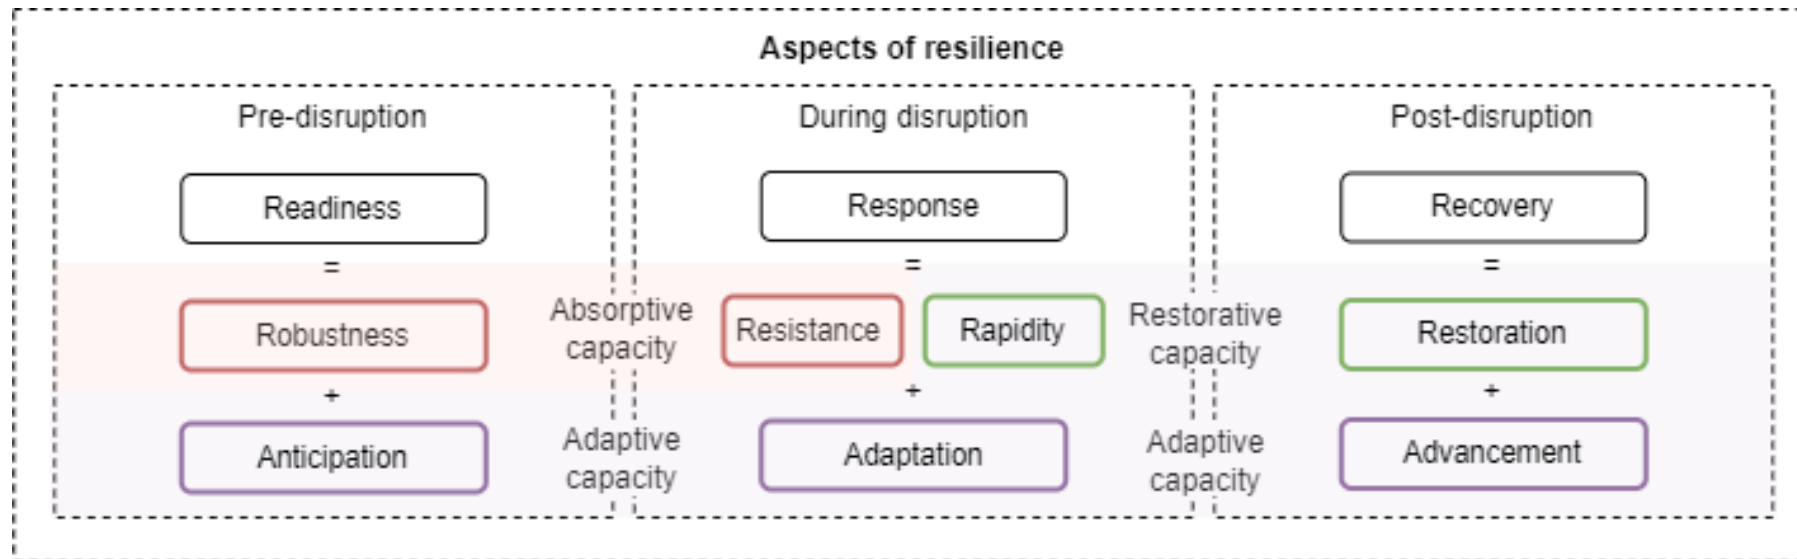 Aspects of resilience
Pre-disruption
During disruption
Post-disruption
Readiness
Response
Recovery
=
=
=
Robustness
Absorptive
capacity
Resistance
Rapidity
Restorative
capacity
Restoration
+
+
+
Anticipation
Adaptive
capacity
Adaptation
Adaptive
capacity
Advancement